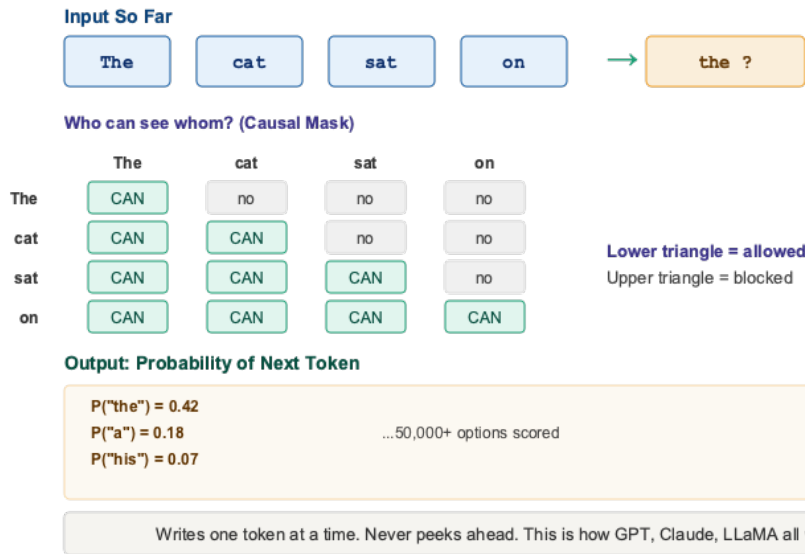 Input So Far
The cat sat on → the ?
Who can see whom? (Causal Mask)
The cat sat on
The CAN no no no
cat CAN CAN no no
Lower triangle = allowed
sat CAN CAN CAN no
Upper triangle = blocked
on CAN CAN CAN CAN
Output: Probability of Next Token
P("the") = 0.42
P("a") = 0.18 ...50,000+ options scored
P("his") = 0.07
Writes one token at a time. Never peeks ahead. This is how GPT, Claude, LLaMA all